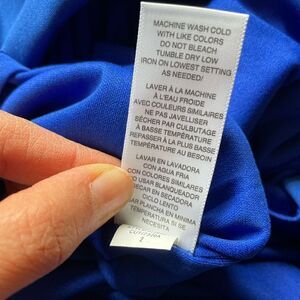 MACHINE WASH COLD
WITH LIKE COLORS
DO NOT BLEACH
TUMBLE DRY LOW
IRON ON LOWEST SETTING
AS NEEDED/
LAVER À LA MACHINE
À L'EAU FROIDE
AVEC COULEURS SIMILAIRES
NE PAS JAVELLISER
SÉCHER PAR CULBUTAGE
À BASSE TEMPÉRATURE
REPASSER À LA PLUS BASSE
TEMPÉRATURE AU BESOIN
LAVAR EN LAVADORA
CON AGUA FRIA
CON COLORES SIMILARES
USAR BLANQUEADOR
SECAR EN SECADORA
CICLO LENTO
PLANCHA EN MINIMA
TEMPERATURA SI SE
NECESITA